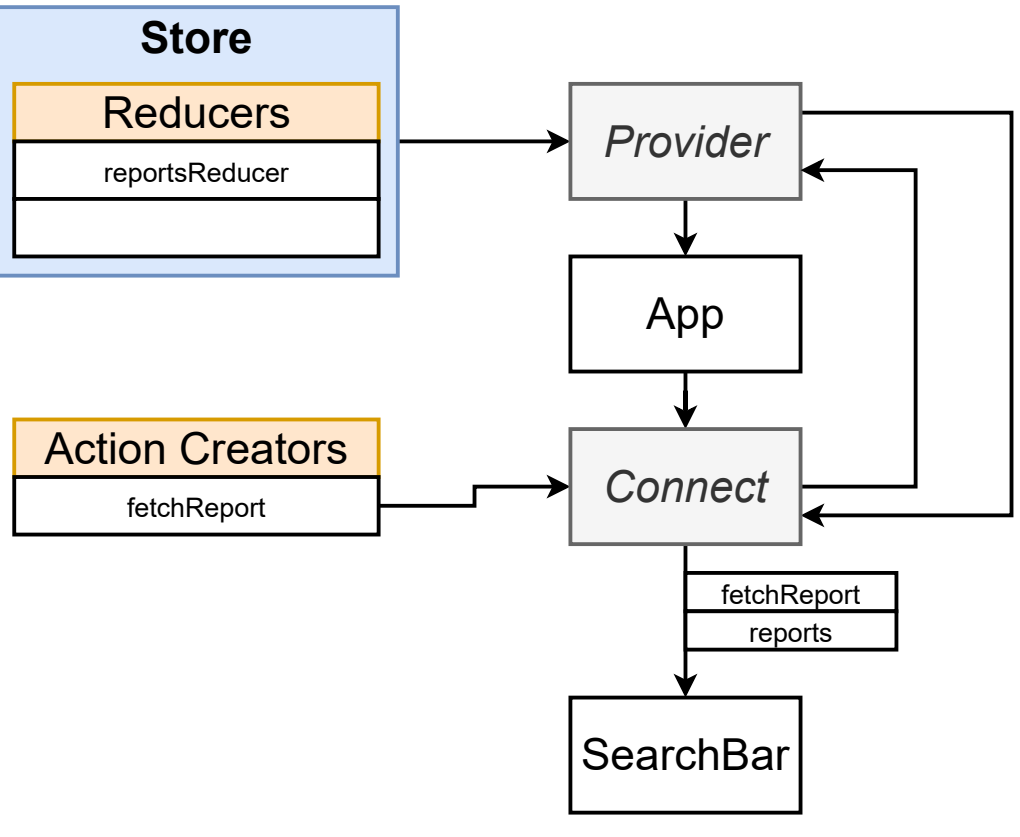 Store
Reducers
reportsReducer
Provider
App
Action Creators
fetchReport
Connect
fetchReport
reports
SearchBar